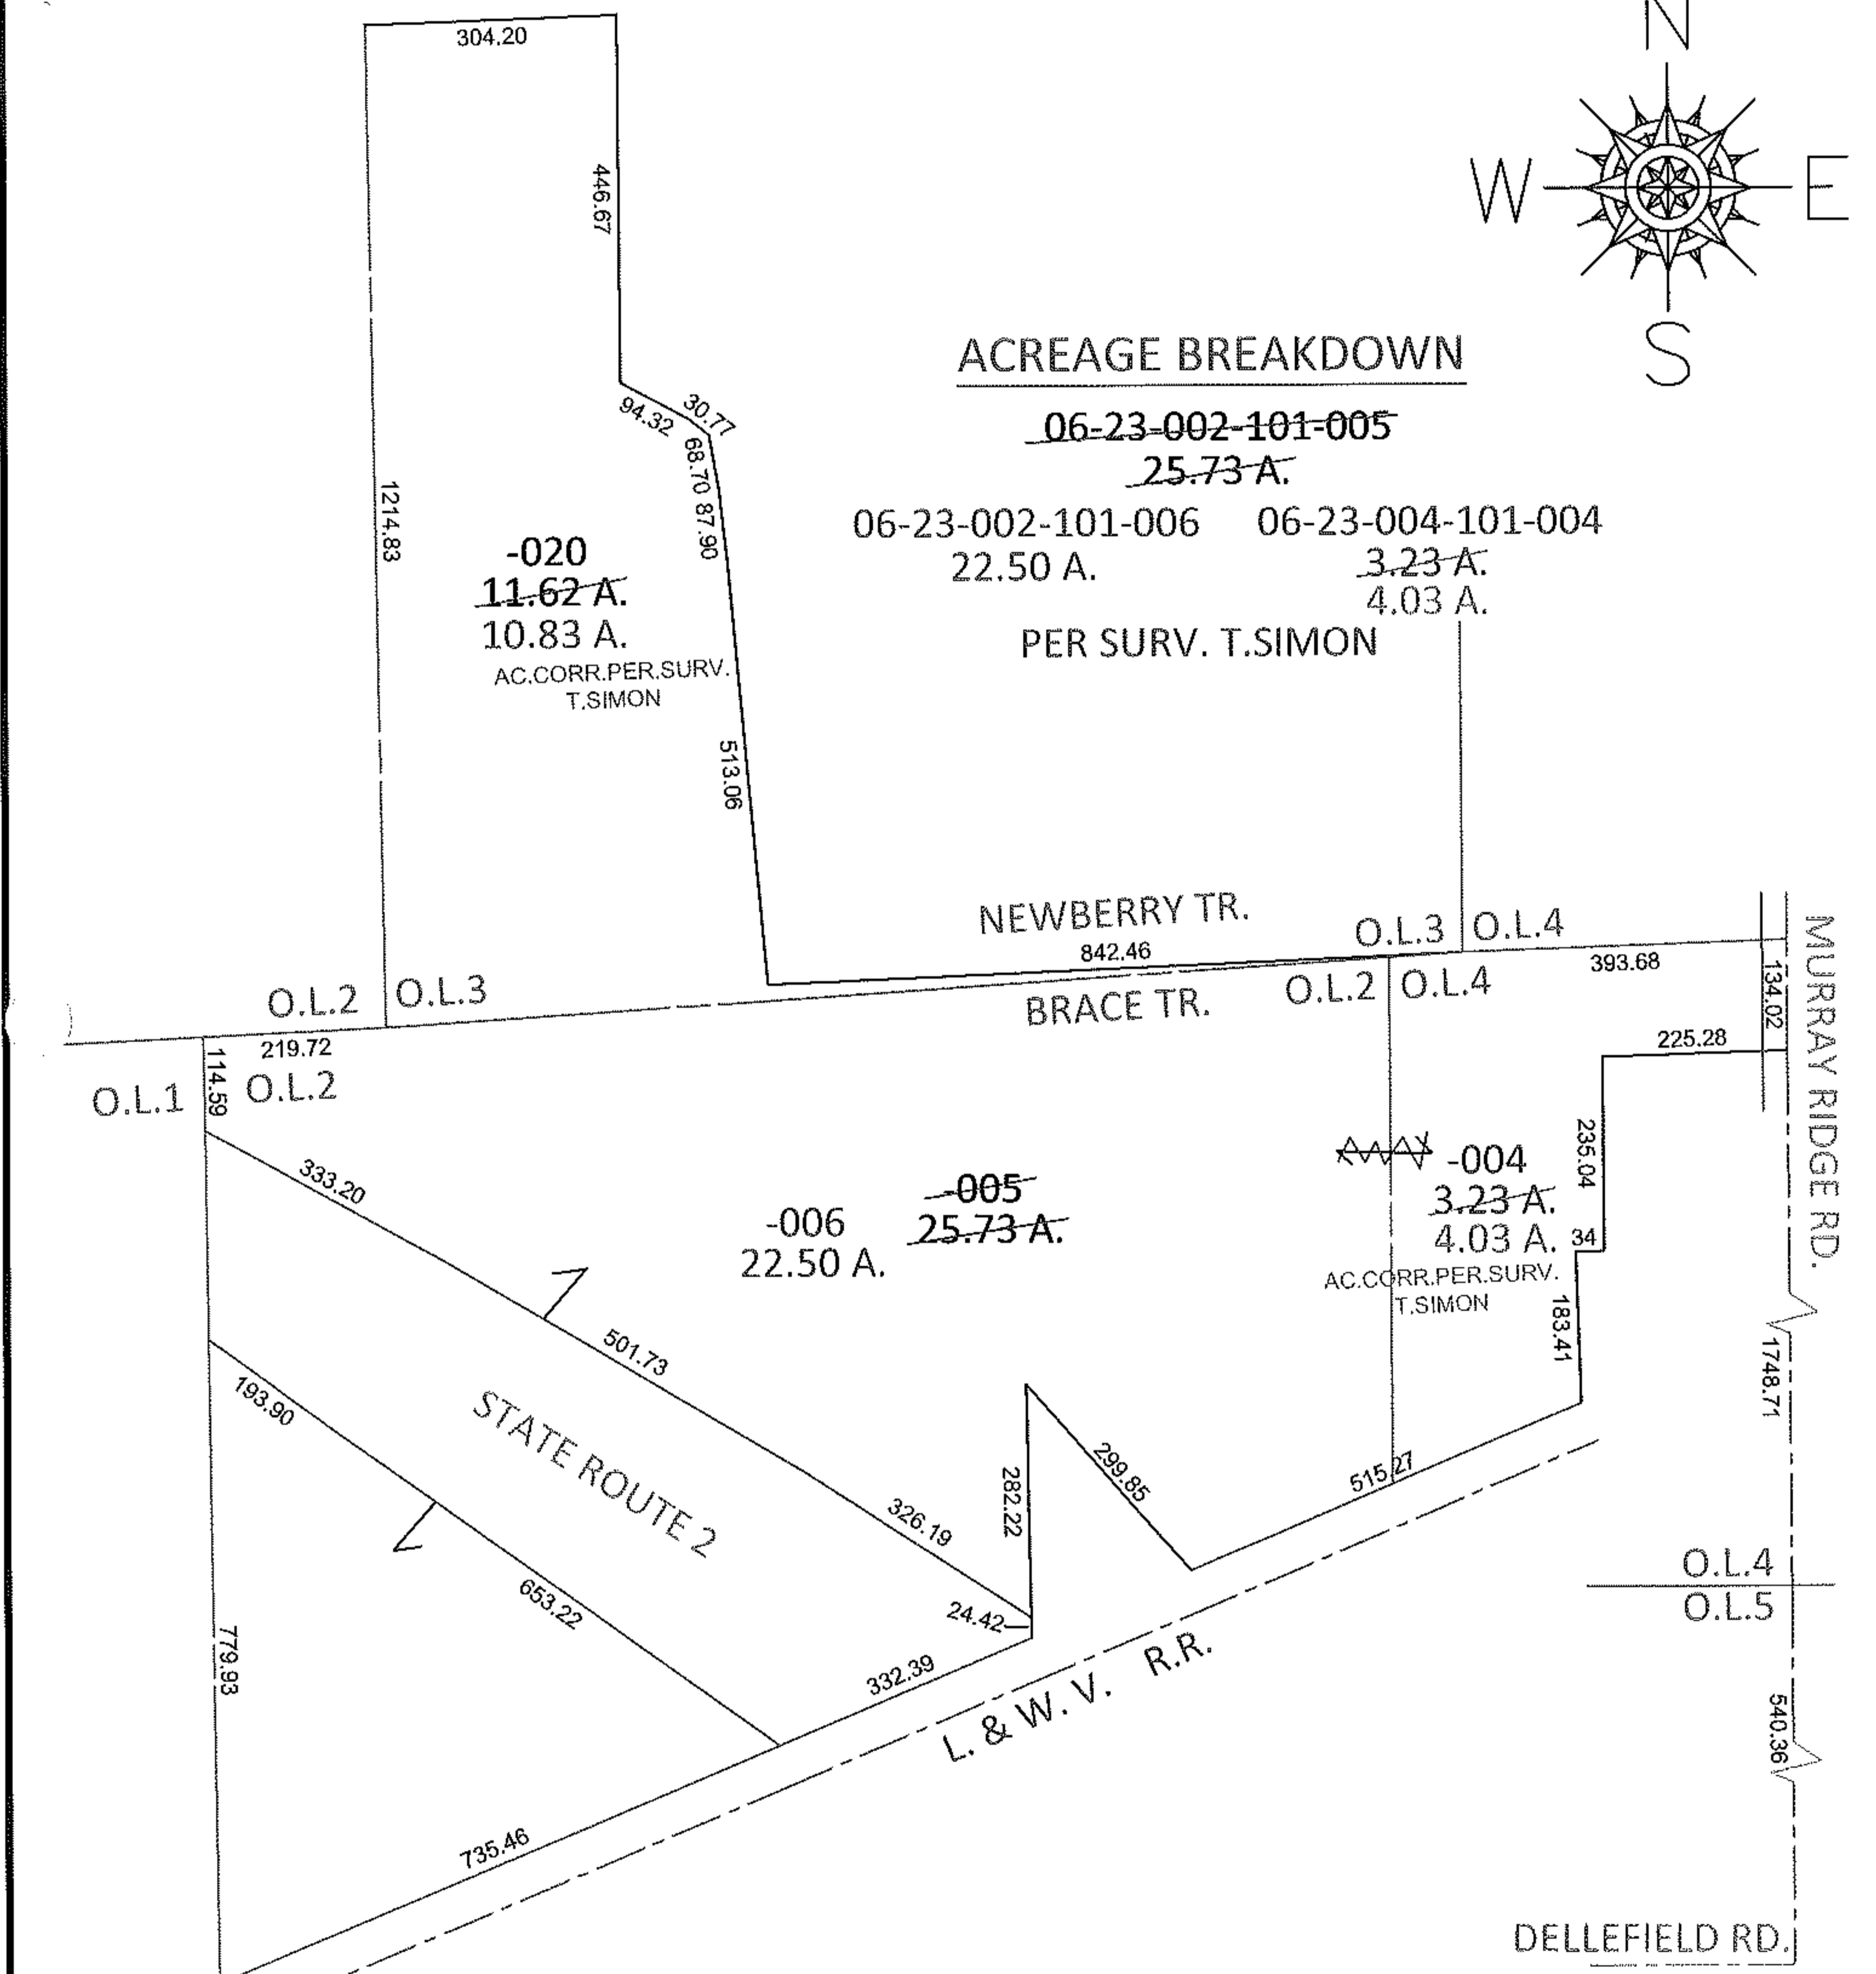 N
304.20
W
E
446.67
S
ACREAGE BREAKDOWN
94.32
30.77
06-23-002-101-005
25.73 A.
68.70
87.90
1214.83
06-23-002-101-006
06-23-004-101-004
22.50 A.
3.23 A.
4.03 A.
-020
11.62 A.
10.83 A.
AC.CORR.PER.SURV.
T.SIMON
PER SURV. T.SIMON
513.06
NEWBERRY TR.
842.46
O.L.3
O.L.4
393.68
134.02
MURRAY RIDGE RD.
O.L.2
O.L.3
BRACE TR.
O.L.2
O.L.4
225.28
219.72
114.59
O.L.1
O.L.2
333.20
235.04
-004
3.23 A.
4.03 A.
34
AC.CORR.PER.SURV.
T.SIMON
-005
25.73 A.
-006
22.50 A.
183.41
501.73
1748.71
193.90
STATE ROUTE 2
299.85
282.22
515.27
326.19
653.22
24.42
O.L.4
O.L.5
779.93
332.39
L. & W. V. R.R.
540.36
735.46
DELLEFIELD RD.